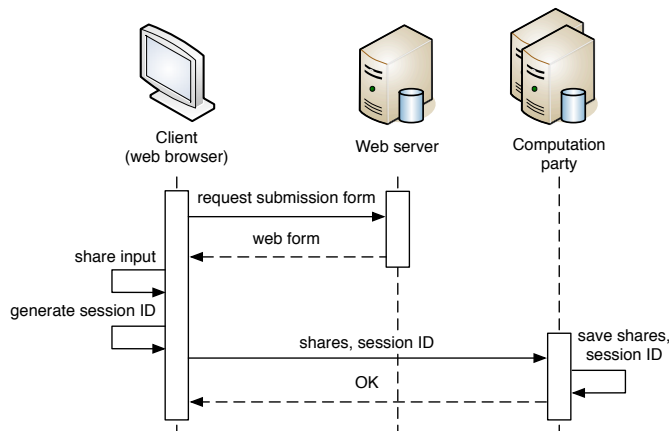 Client
(web browser)
Web server
Computation
party
request submission form
web form
share input
generate session ID
shares, session ID
save shares,
session ID
OK